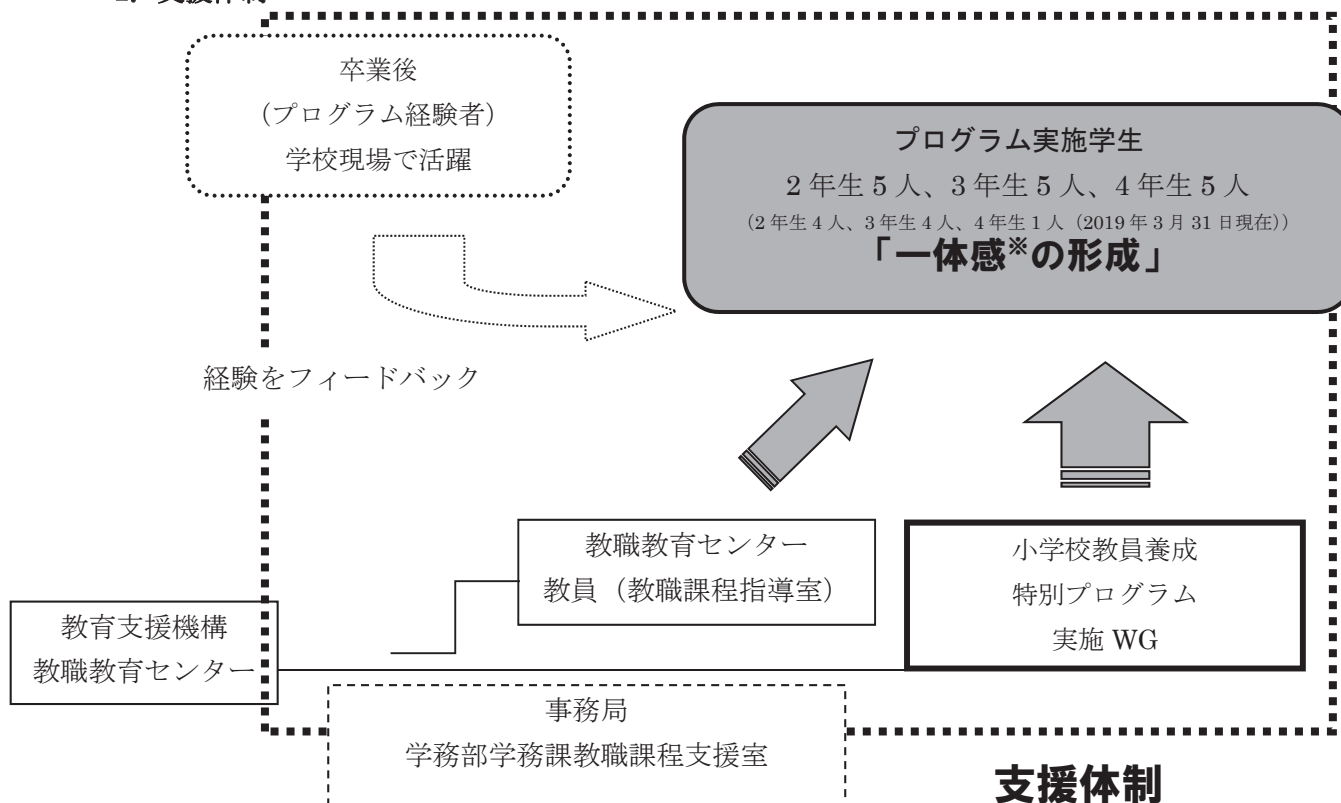 2．支援体制
卒業後
（プログラム経験者）
学校現場で活躍
プログラム実施学生
2 年生 5 人、3 年生 5 人、4 年生 5 人
（2 年生 4 人、3 年生 4 人、4 年生 1 人（2019 年 3 月 31 日現在））
「一体感※の形成」
経験をフィードバック
教職教育センター
教員（教職課程指導室）
小学校教員養成
特別プログラム
実施 WG
教育支援機構
教職教育センター
事務局
学務部学務課教職課程支援室
支援体制